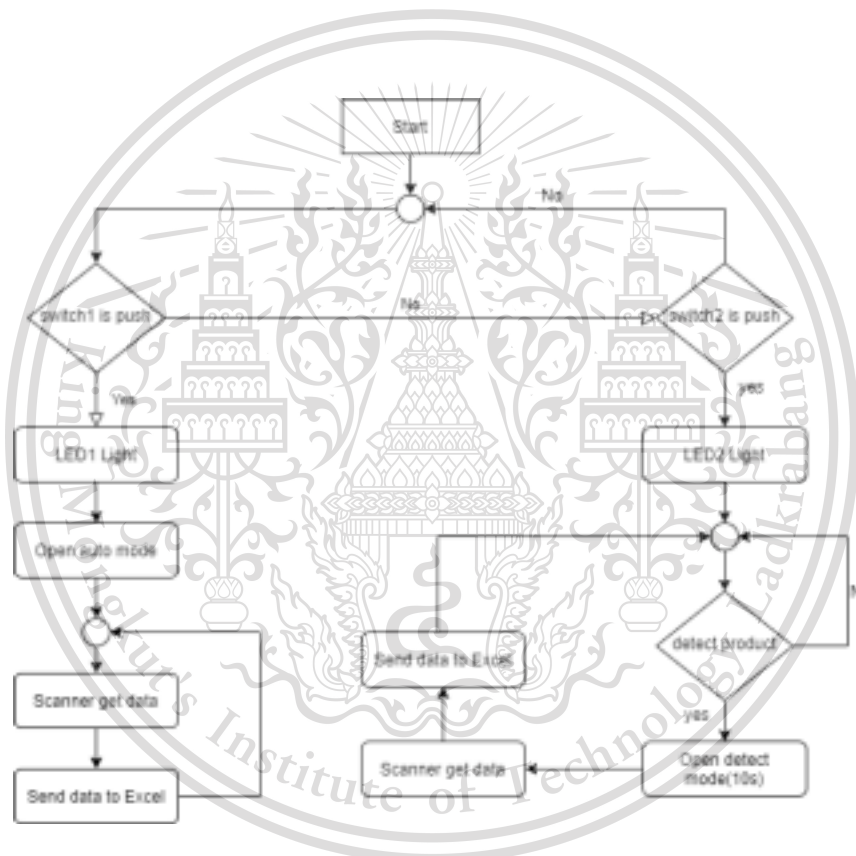 Start
No
switch1 is push
No
switch2 is push
Yes
yes
LED1 Light
LED2 Light
Open auto mode
detect product
Send data to Excel
Scanner get data
yes
Scanner get data
Open detect
mode(10s)
Send data to Excel
King Mongkut's Institute of Technology Ladkrabang